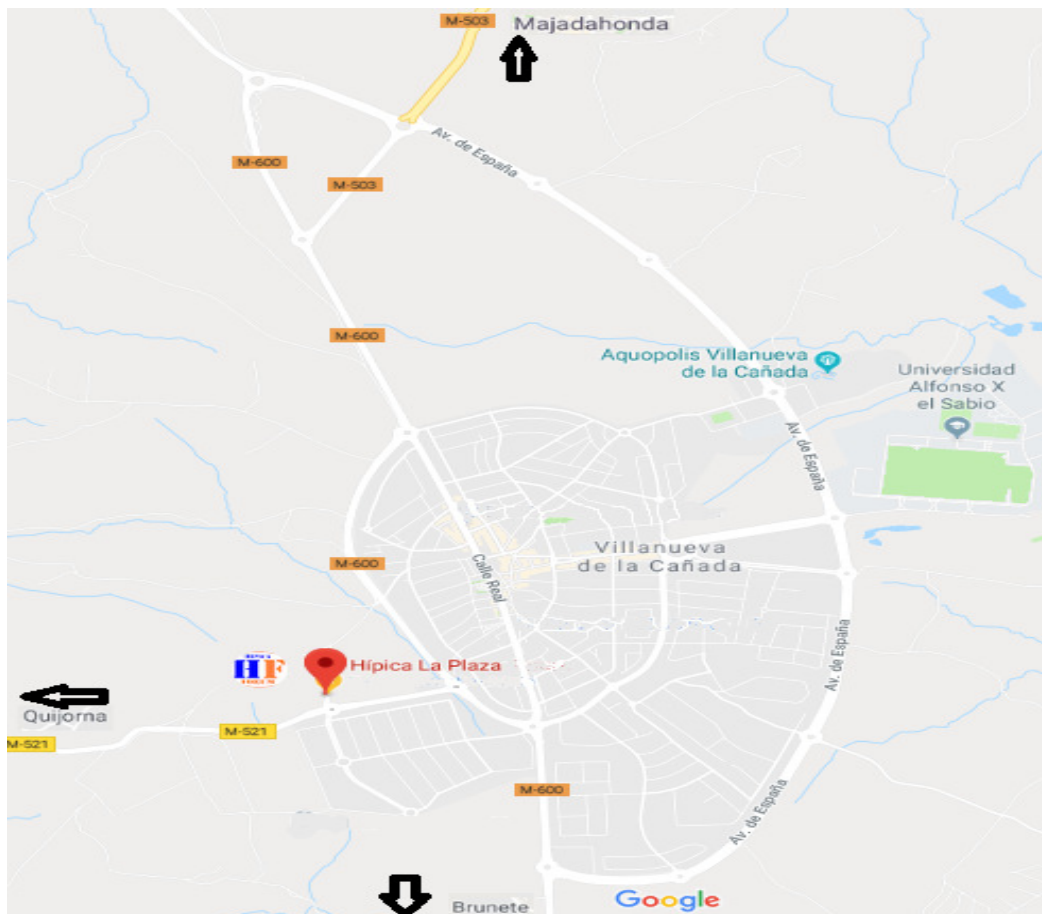 M-503
Majadahonda
Av. de España
M-600
M-503
M-600
Aquopolis Villanueva
de la Cañada
Universidad
Alfonso X
el Sabio
Av. de España
Villanueva
de la Cañada
M-600
Calle Real
Av. de España
HF
Hípica La Plaza
Quijorna
M-521
M-521
M-600
Av. de España
Brunete
Google